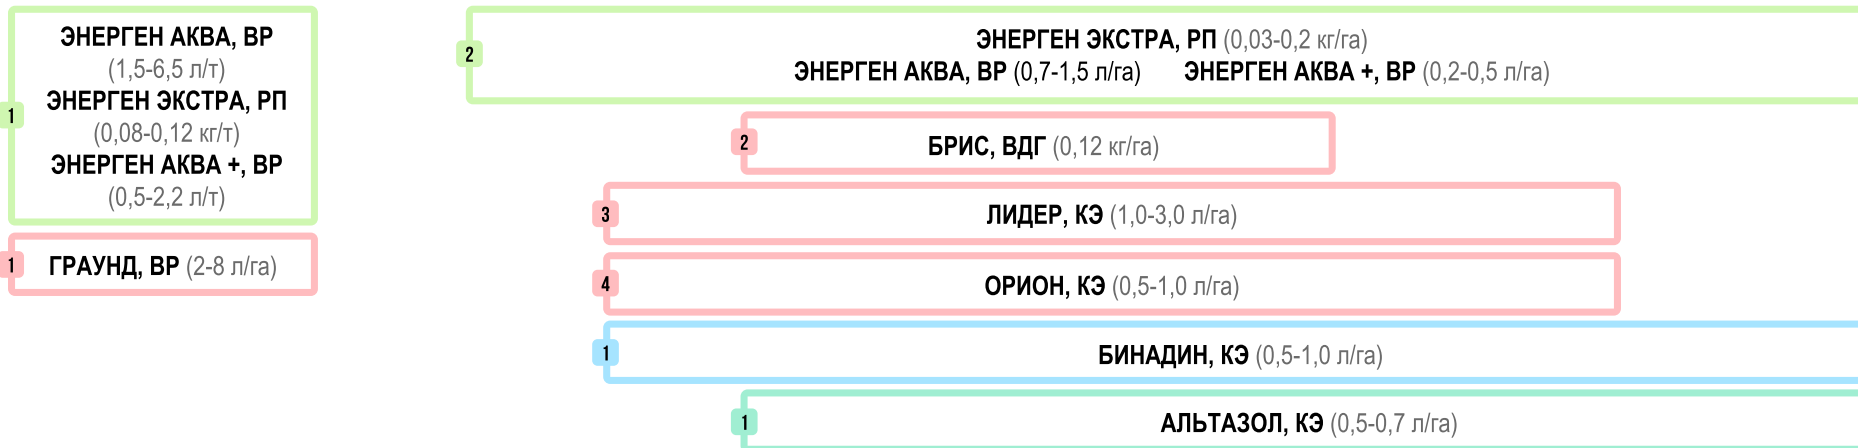 1
ЭНЕРГЕН АКВА, ВР
(1,5-6,5 л/т)
ЭНЕРГЕН ЭКСТРА, РП
(0,08-0,12 кг/т)
ЭНЕРГЕН АКВА +, ВР
(0,5-2,2 л/т)
1 ГРАУНД, ВР (2-8 л/га)
2
ЭНЕРГЕН ЭКСТРА, РП (0,03-0,2 кг/га)
ЭНЕРГЕН АКВА, ВР (0,7-1,5 л/га) ЭНЕРГЕН АКВА +, ВР (0,2-0,5 л/га)
2 БРИС, ВДГ (0,12 кг/га)
3 ЛИДЕР, КЭ (1,0-3,0 л/га)
4 ОРИОН, КЭ (0,5-1,0 л/га)
1 БИНАДИН, КЭ (0,5-1,0 л/га)
1 АЛЬТАЗОЛ, КЭ (0,5-0,7 л/га)